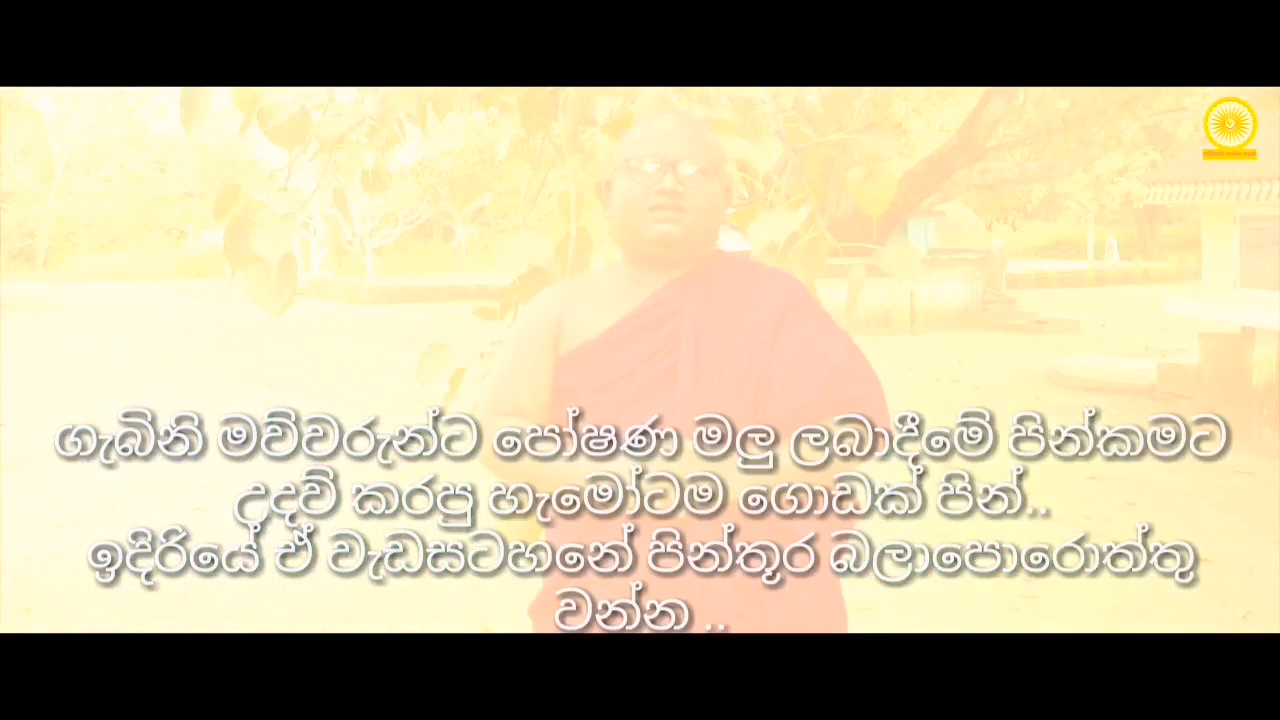 ගැබිනි මව්වරුන්ට පෝෂණ මලු ලබාදීමේ පින්කමට
උදව් කරපු හැමෝටම ගොඩක් පින්..
ඉදිරියේ ඒ වැඩසටහනේ පින්තූර බලාපොරොත්තු
වන්න ..